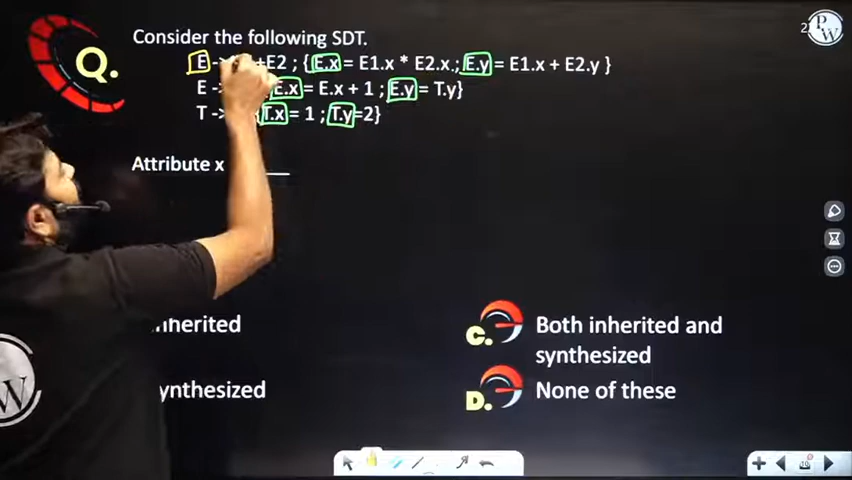 Consider the following SDT.
Q.
E -> +E2 ; { E.x = E1.x * E2.x ; E.y = E1.x + E2.y }
E -> E.x = E.x + 1 ; E.y = T.y}
T -> {T.x = 1 ; T.y =2}
Attribute x
nherited
C. Both inherited and
synthesized
ynthesized
D. None of these
W
PW